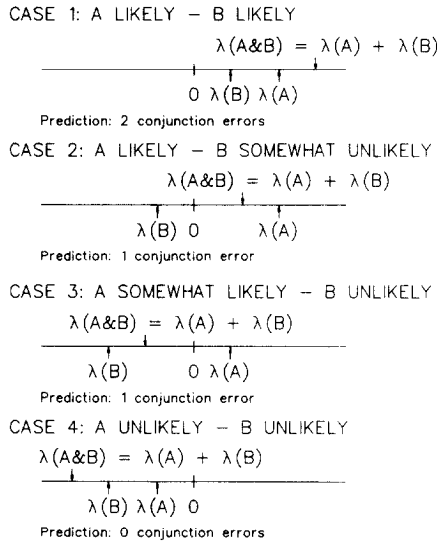 CASE 1: A LIKELY – B LIKELY
λ(A&B) = λ(A) + λ(B)
0 λ(B) λ(A)
Prediction: 2 conjunction errors
CASE 2: A LIKELY – B SOMEWHAT UNLIKELY
λ(A&B) = λ(A) + λ(B)
λ(B) 0 λ(A)
Prediction: 1 conjunction error
CASE 3: A SOMEWHAT LIKELY – B UNLIKELY
λ(A&B) = λ(A) + λ(B)
λ(B) 0 λ(A)
Prediction: 1 conjunction error
CASE 4: A UNLIKELY – B UNLIKELY
λ(A&B) = λ(A) + λ(B)
λ(B) λ(A) 0
Prediction: 0 conjunction errors